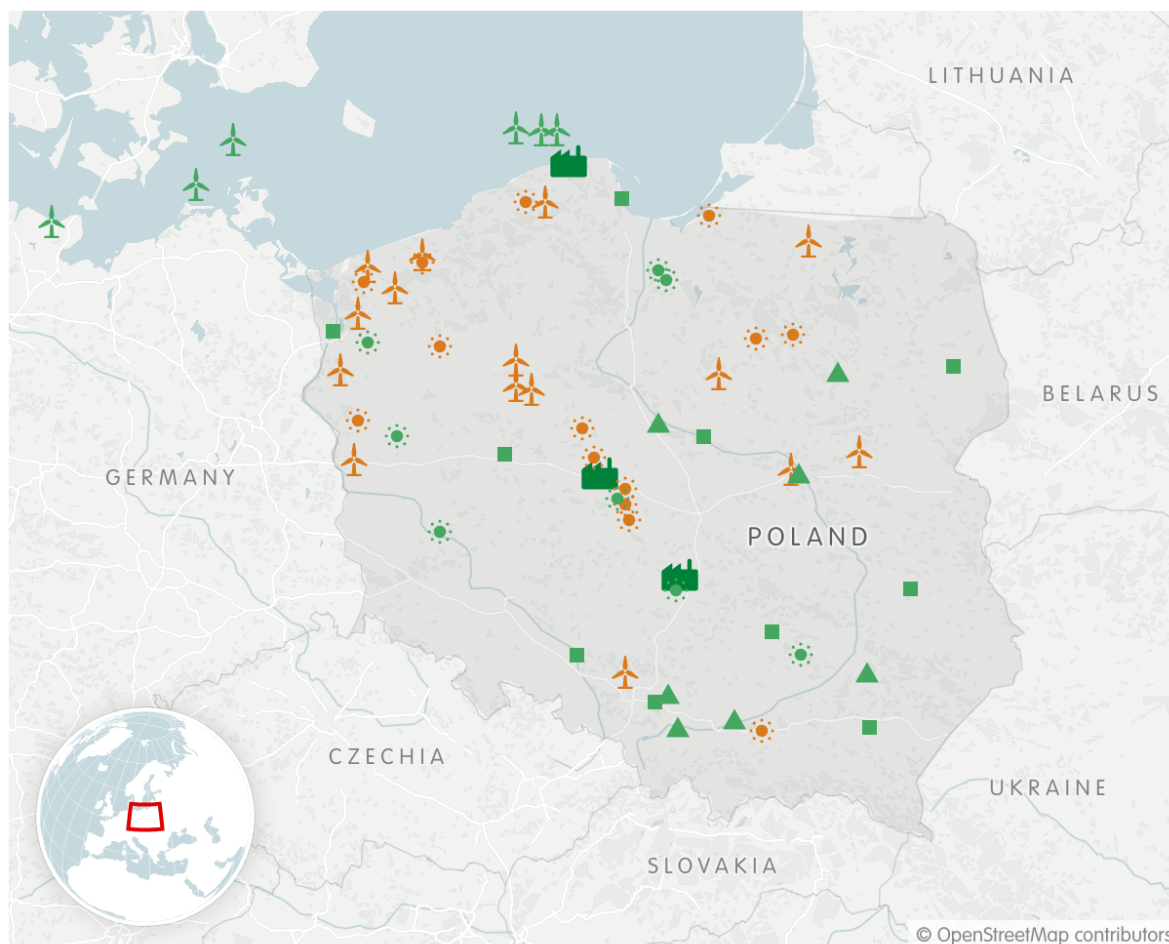 LITHUANIA
BELARUS
GERMANY
POLAND
CZECHIA
UKRAINE
SLOVAKIA
© OpenStreetMap contributors